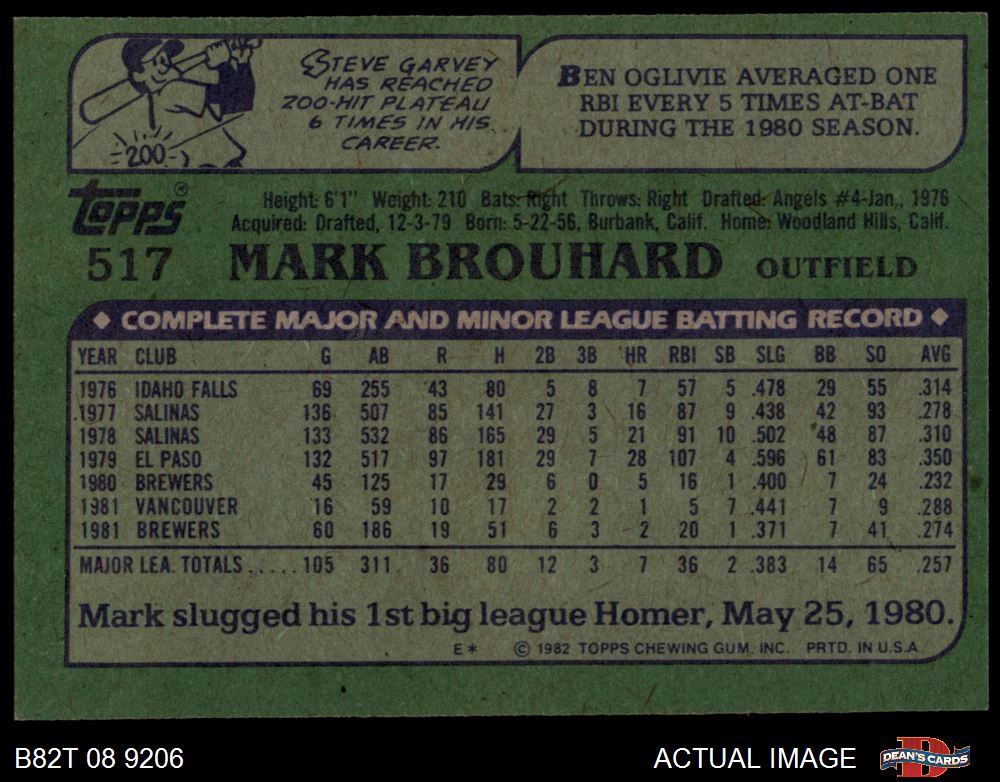 STEVE GARVEY
HAS REACHED
200-HIT PLATEAU
6 TIMES IN HIS
CAREER.
200
BEN OGLIVIE AVERAGED ONE
RBI EVERY 5 TIMES AT-BAT
DURING THE 1980 SEASON.
Topps®
Height: 6'1" Weight: 210 Bats: Right Throws: Right Drafted: Angels #4-Jan., 1976
Acquired: Drafted, 12-3-79 Born: 5-22-56, Burbank, Calif. Home: Woodland Hills, Calif.
517 MARK BROUHARD OUTFIELD
◆ COMPLETE MAJOR AND MINOR LEAGUE BATTING RECORD ◆
YEAR CLUB G AB R H 2B 3B HR RBI SB SLG BB SO AVG
1976 IDAHO FALLS 69 255 43 80 5 8 7 57 5 .478 29 55 .314
1977 SALINAS 136 507 85 141 27 3 16 87 9 .438 42 93 .278
1978 SALINAS 133 532 86 165 29 5 21 91 10 .502 48 87 .310
1979 EL PASO 132 517 97 181 29 7 28 107 4 .596 61 83 .350
1980 BREWERS 45 125 17 29 6 0 5 16 1 .400 7 24 .232
1981 VANCOUVER 16 59 10 17 2 2 1 5 7 .441 7 9 .288
1981 BREWERS 60 186 19 51 6 3 2 20 1 .371 7 41 .274
MAJOR LEA. TOTALS ..... 105 311 36 80 12 3 7 36 2 .383 14 65 .257
Mark slugged his 1st big league Homer, May 25, 1980.
E* © 1982 TOPPS CHEWING GUM, INC. PRTD. IN U.S.A.
B82T 08 9206
ACTUAL IMAGE
DEAN'S CARDS